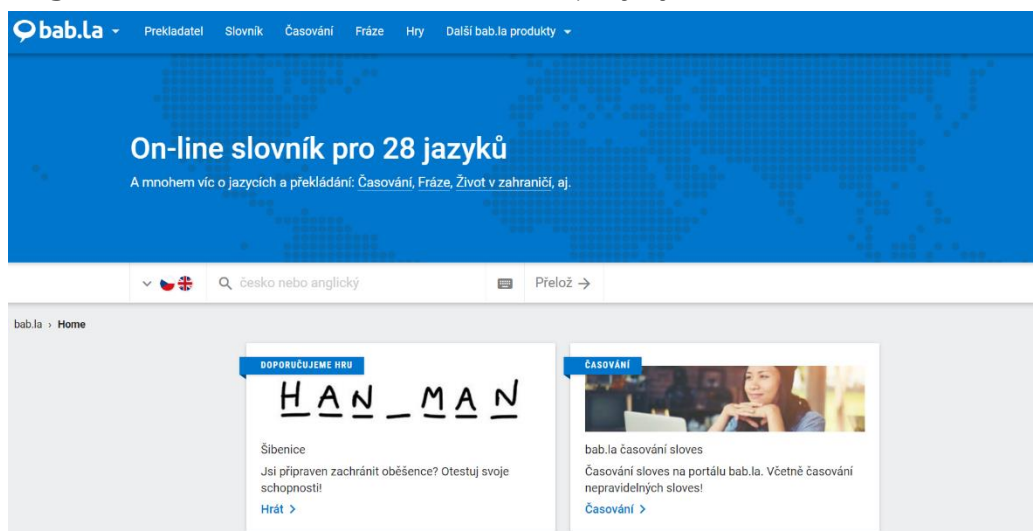 bab.la
Prekladatel Slovník Časování Fráze Hry Další bab.la produkty
On-line slovník pro 28 jazyků
A mnohem víc o jazycích a překládání: Časování, Fráze, Život v zahraničí, aj.
česko nebo anglický Přelož
bab.la › Home
DOPORUČUJEME HRU
HAN_MAN
Šibenice
Jsi připraven zachránit oběšence? Otestuj svoje
schopnosti!
Hrát
ČASOVÁNÍ
bab.la časování sloves
Časování sloves na portálu bab.la. Včetně časování
nepravidelných sloves!
Časování